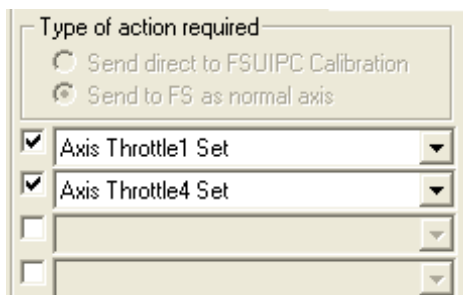 Type of action required
Send direct to FSUIPC Calibration
Send to FS as normal axis
Axis Throttle1 Set
Axis Throttle4 Set